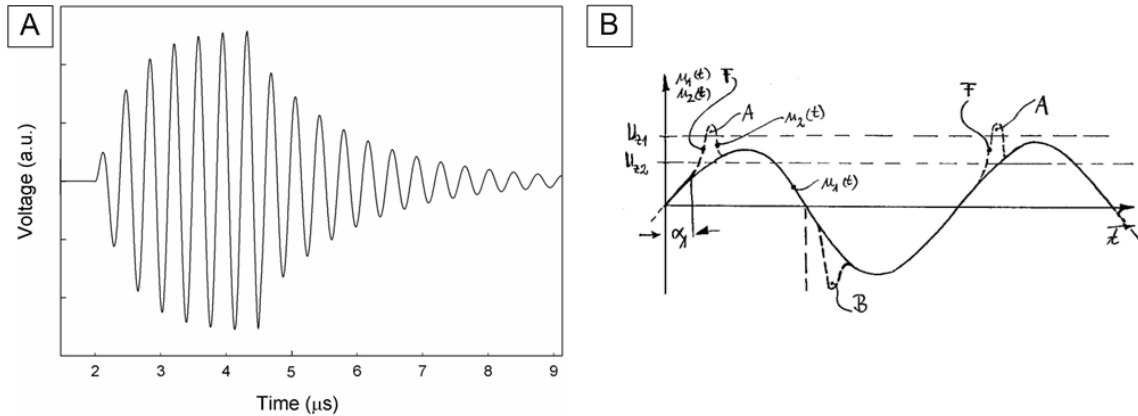 A
Voltage (a.u.)
2 3 4 5 6 7 8 9
Time (μs)
B
u₁(t)
u₂(t)
F
A
u₂(t)
F
A
U_z1
U_z2
u₁(t)
α₁
t
B